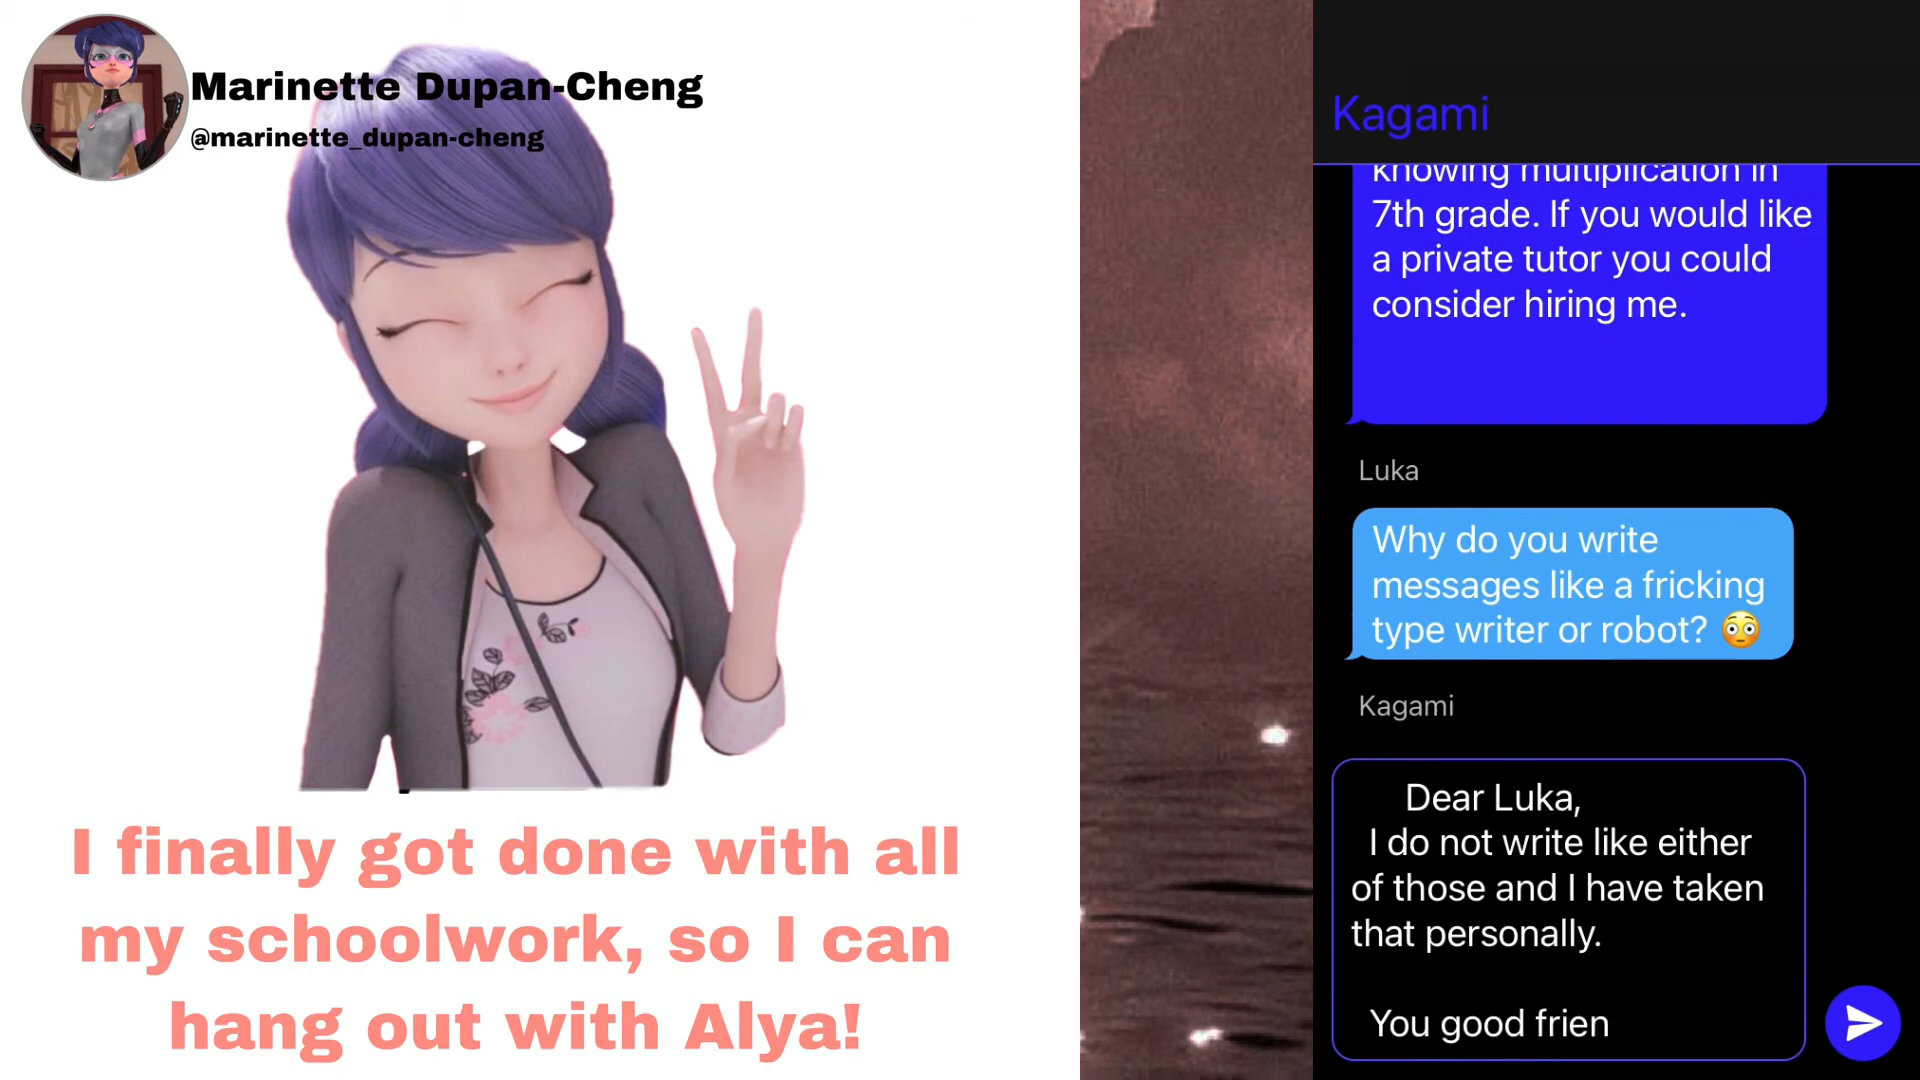 Marinette Dupan-Cheng
@marinette_dupan-cheng
I finally got done with all
my schoolwork, so I can
hang out with Alya!
Kagami
knowing multiplication in
7th grade. If you would like
a private tutor you could
consider hiring me.
Luka
Why do you write
messages like a fricking
type writer or robot? 😳
Kagami
Dear Luka,
I do not write like either
of those and I have taken
that personally.
You good frien